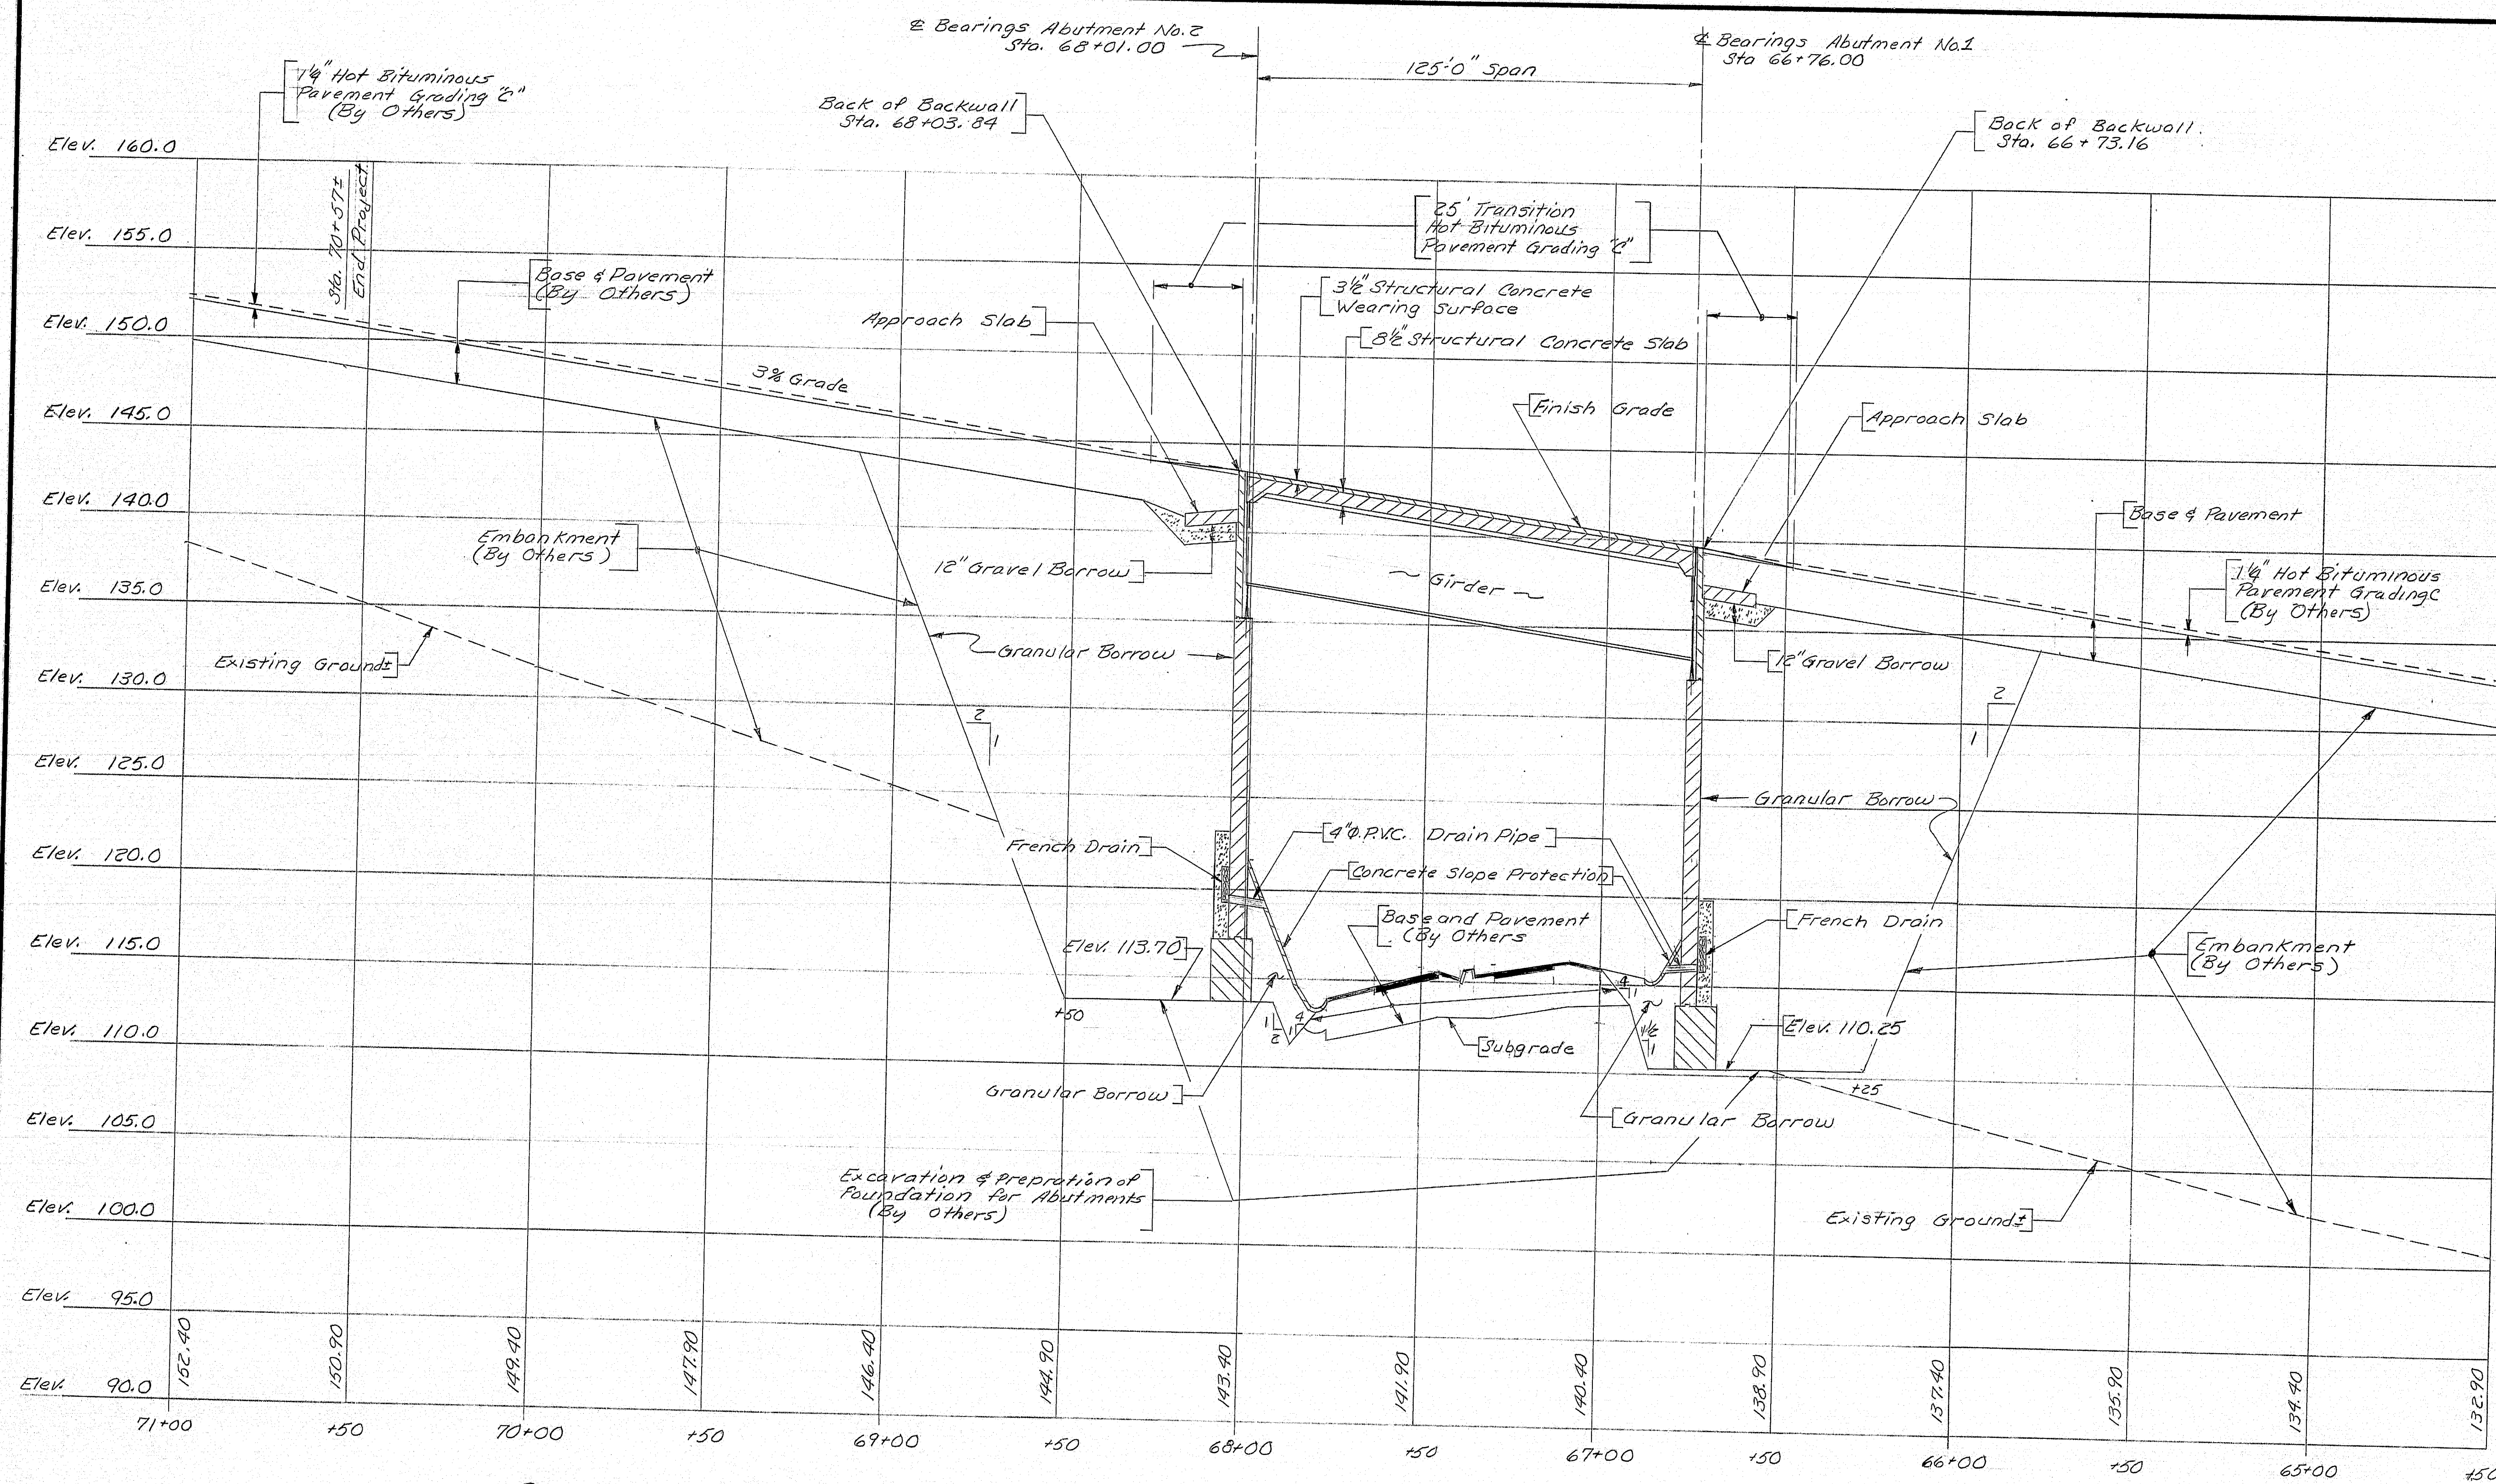 ℄ Bearings Abutment No.2
Sta. 68+01.00
℄ Bearings Abutment No.1
Sta 66+76.00
125'-0" Span
1¼" Hot Bituminous
Pavement Grading "C"
(By Others)
Back of Backwall
Sta. 68+03.84
Back of Backwall.
Sta. 66+73.16
Elev. 160.0
Sta. 70+57±
End Project
25' Transition
Hot Bituminous
Pavement Grading "C"
Elev. 155.0
Base & Pavement
(By Others)
3½" Structural Concrete
Wearing Surface
Approach Slab
Elev. 150.0
8½" Structural Concrete Slab
3% Grade
Finish Grade
Approach Slab
Elev. 145.0
Elev. 140.0
Base & Pavement
Embankment
(By Others)
12" Gravel Borrow
~ Girder ~
1¼" Hot Bituminous
Pavement Grading C
(By Others)
Elev. 135.0
Existing Ground±
Granular Borrow
12" Gravel Borrow
Elev. 130.0
2
1
2
1
Elev. 125.0
Granular Borrow
French Drain
4"Φ P.V.C. Drain Pipe
Elev. 120.0
Concrete Slope Protection
Base and Pavement
(By Others
French Drain
Elev. 115.0
Elev. 113.70
Embankment
(By Others)
4
1
+50
1
2
4
1
1½
1
Elev. 110.0
Subgrade
Elev. 110.25
Granular Borrow
+25
Elev. 105.0
Granular Borrow
Excavation & Prepration of
Foundation for Abutments
(By Others)
Elev. 100.0
Existing Ground±
Elev. 95.0
152.40
150.90
149.40
147.90
146.40
144.90
143.40
141.90
140.40
138.90
137.40
135.90
134.40
132.90
Elev. 90.0
71+00
+50
70+00
+50
69+00
+50
68+00
+50
67+00
+50
66+00
+50
65+00
+50